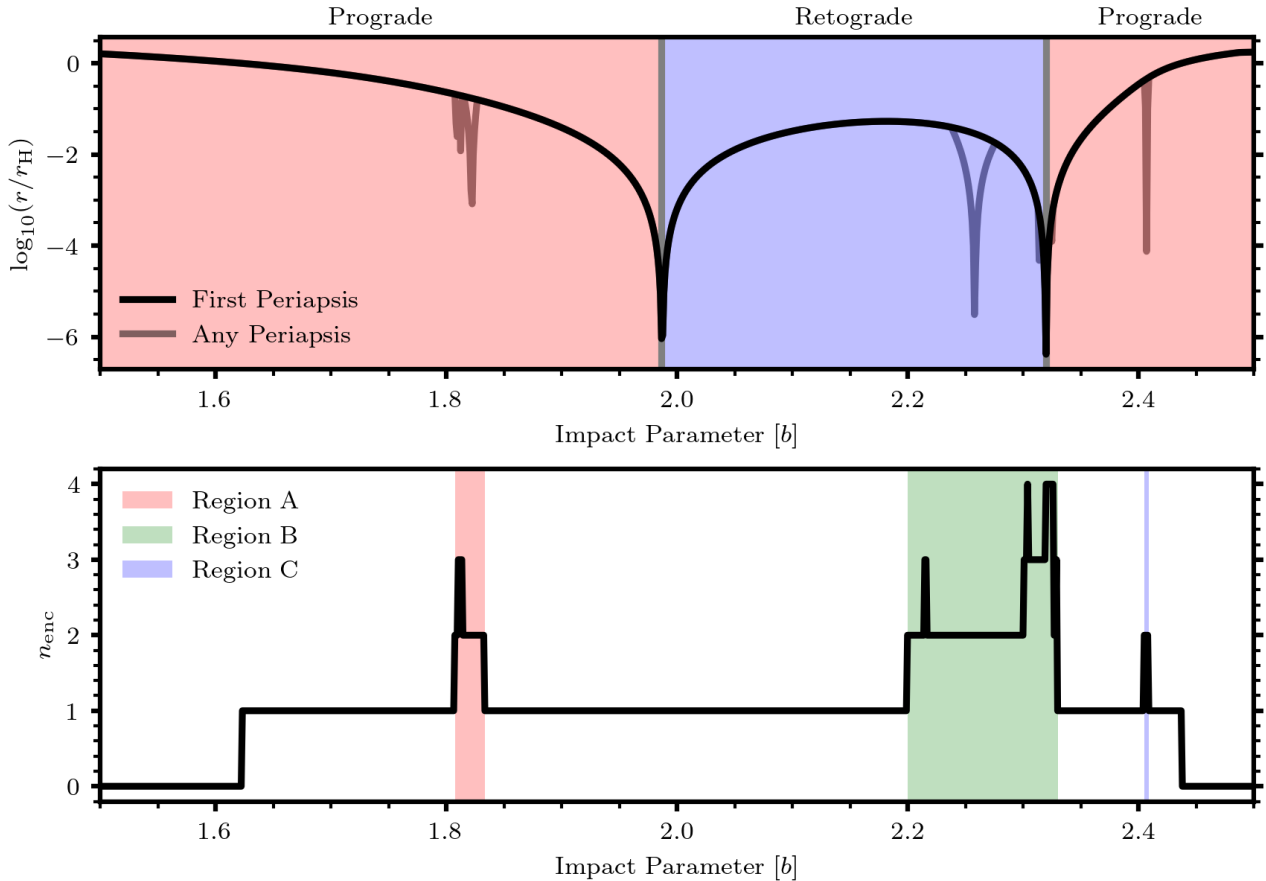 Prograde Retograde Prograde
0
−2
−4
−6
log₁₀(r/r_H)
First Periapsis
Any Periapsis
1.6 1.8 2.0 2.2 2.4
Impact Parameter [b]
4
3
2
1
0
n_enc
Region A
Region B
Region C
1.6 1.8 2.0 2.2 2.4
Impact Parameter [b]